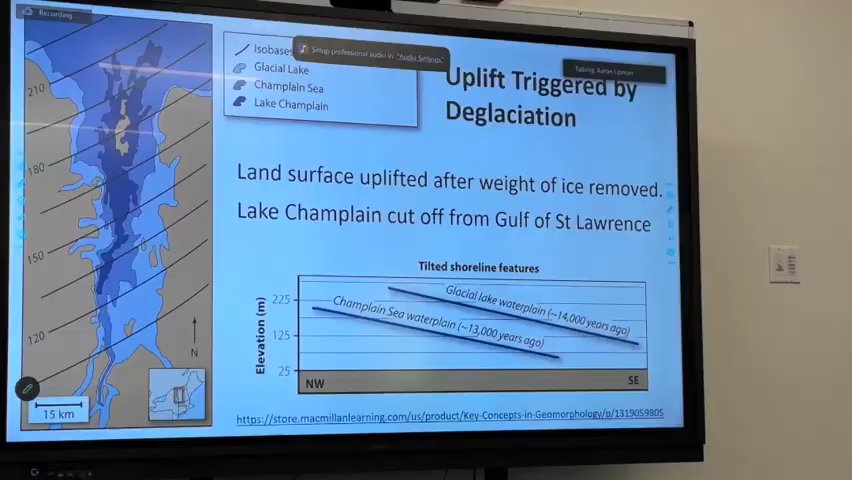 Recording
Isobases
Setup professional audio in "Audio Settings"
Glacial Lake
Champlain Sea
Lake Champlain
Uplift Triggered by
Deglaciation
Land surface uplifted after weight of ice removed.
Lake Champlain cut off from Gulf of St Lawrence
210
180
150
120
N
15 km
Tilted shoreline features
Elevation (m)
225
125
25
Glacial lake waterplain (~14,000 years ago)
Champlain Sea waterplain (~13,000 years ago)
NW
SE
https://store.macmillanlearning.com/us/product/Key-Concepts-in-Geomorphology/p/1319059805